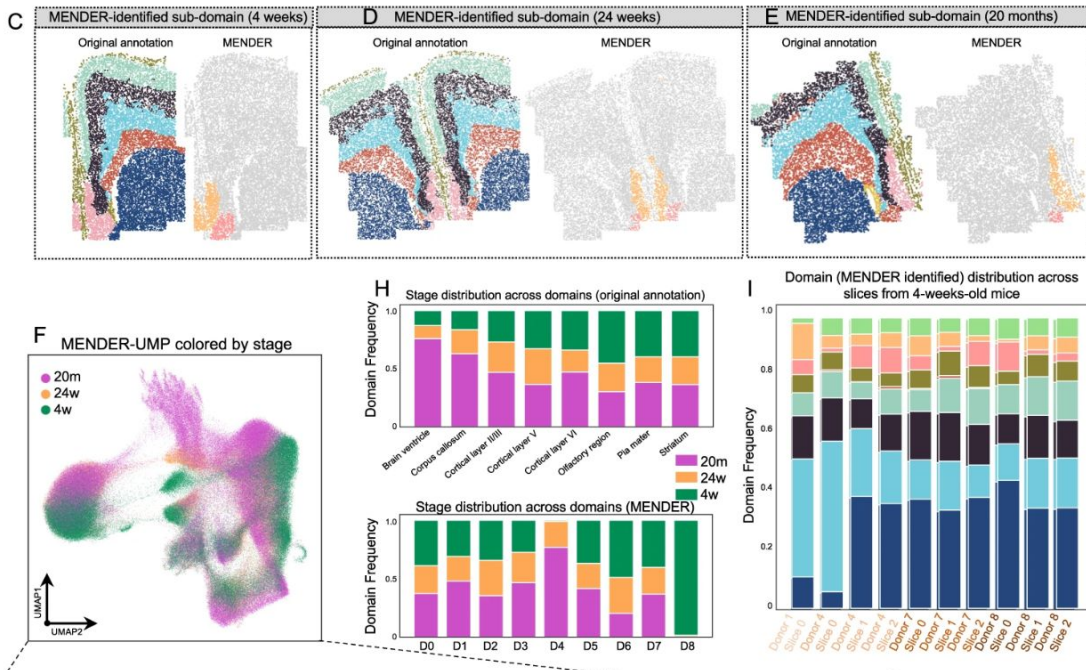 C
MENDER-identified sub-domain (4 weeks)
Original annotation
MENDER
D
MENDER-identified sub-domain (24 weeks)
Original annotation
MENDER
E
MENDER-identified sub-domain (20 months)
Original annotation
MENDER
F
MENDER-UMP colored by stage
20m
24w
4w
UMAP1
UMAP2
H
Stage distribution across domains (original annotation)
Domain Frequency
1.0
0.5
0
Brain ventricle
Corpus callosum
Cortical layer II/III
Cortical layer V
Cortical layer VI
Olfactory region
Pia mater
Striatum
20m
24w
4w
Stage distribution across domains (MENDER)
Domain Frequency
1.0
0.5
0
D0 D1 D2 D3 D4 D5 D6 D7 D8
I
Domain (MENDER identified) distribution across
slices from 4-weeks-old mice
Domain Frequency
1.0
0.8
0.6
0.4
0.2
0
Donor 1
Slice 0
Donor 4
Slice 0
Donor 4
Slice 1
Donor 4
Slice 2
Donor 7
Slice 0
Donor 7
Slice 1
Donor 7
Slice 2
Donor 8
Slice 0
Donor 8
Slice 1
Donor 8
Slice 2